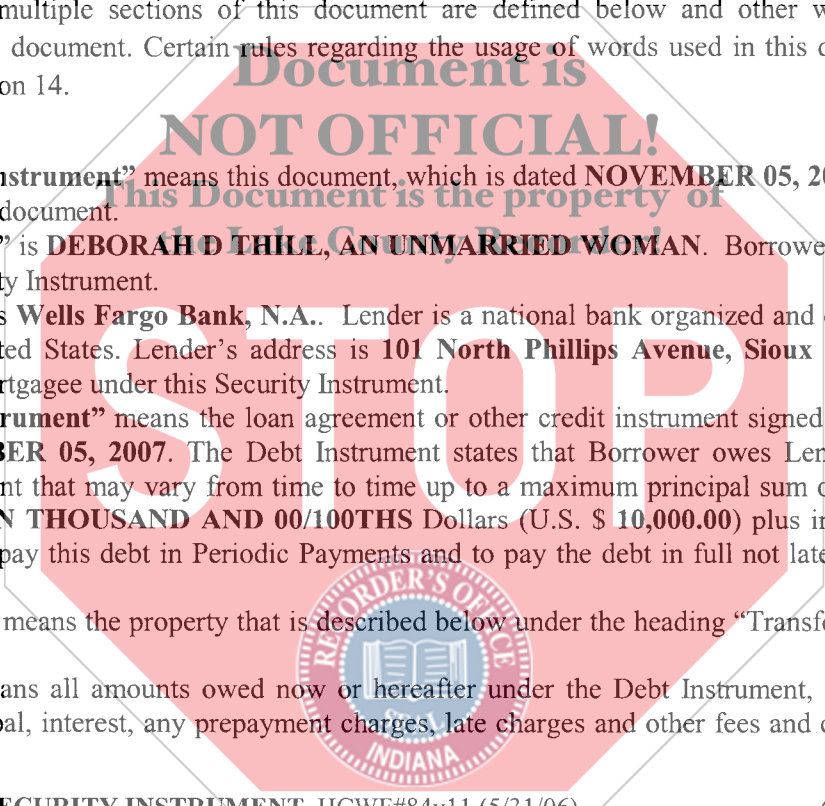 multiple sections of this document are defined below and other w
document. Certain rules regarding the usage of words used in this d
on 14.
Document is
NOT OFFICIAL!
This Document is the property of
the Lake County Recorder!
nstrument” means this document, which is dated NOVEMBER 05, 20
document.
” is DEBORAH D THILL, AN UNMARRIED WOMAN. Borrowe
ty Instrument.
s Wells Fargo Bank, N.A.. Lender is a national bank organized and
ted States. Lender’s address is 101 North Phillips Avenue, Sioux
rtgagee under this Security Instrument.
rument” means the loan agreement or other credit instrument signed
BER 05, 2007. The Debt Instrument states that Borrower owes Len
nt that may vary from time to time up to a maximum principal sum o
N THOUSAND AND 00/100THS Dollars (U.S. $ 10,000.00) plus in
pay this debt in Periodic Payments and to pay the debt in full not late
STOP
means the property that is described below under the heading “Transfe
ans all amounts owed now or hereafter under the Debt Instrument,
pal, interest, any prepayment charges, late charges and other fees and c
RECORDER'S OFFICE
SEAL
INDIANA
ECURITY INSTRUMENT HCWF#84v11 (5/31/06)